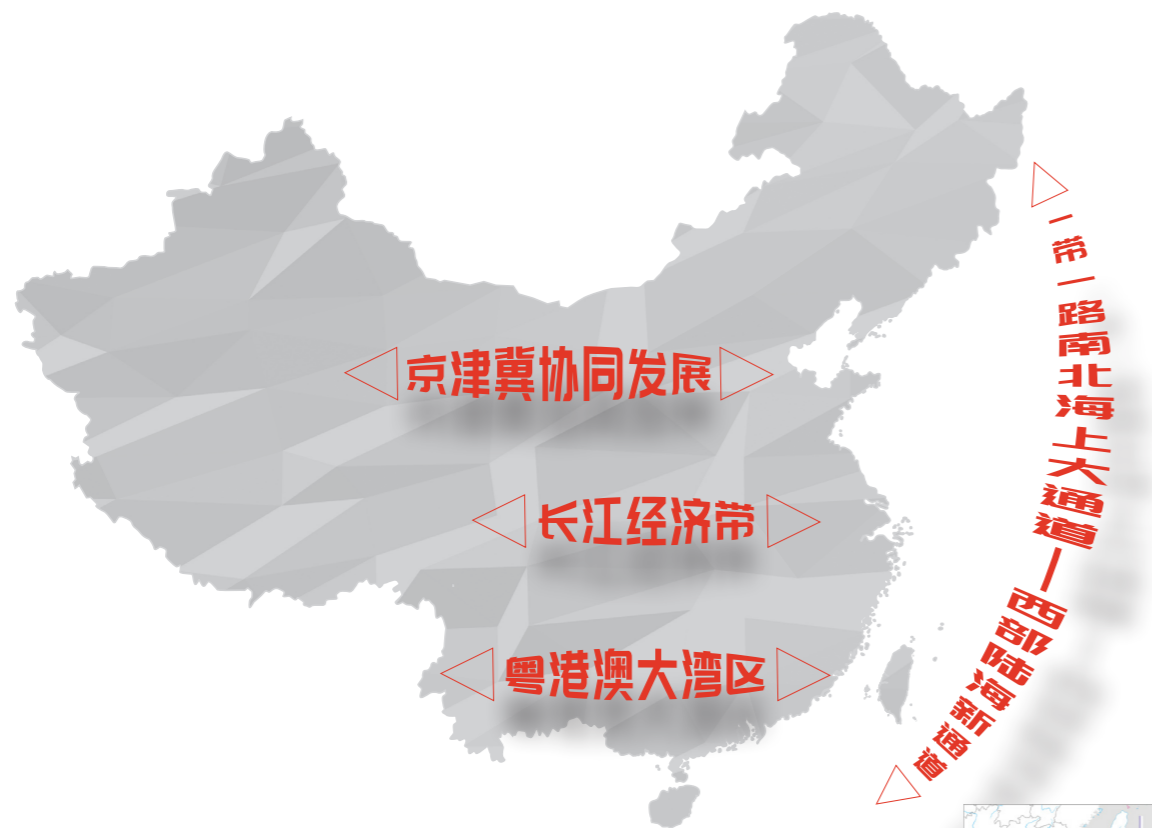 京津冀协同发展
长江经济带
粤港澳大湾区
一带一路南北海上大通道—西部陆海新通道